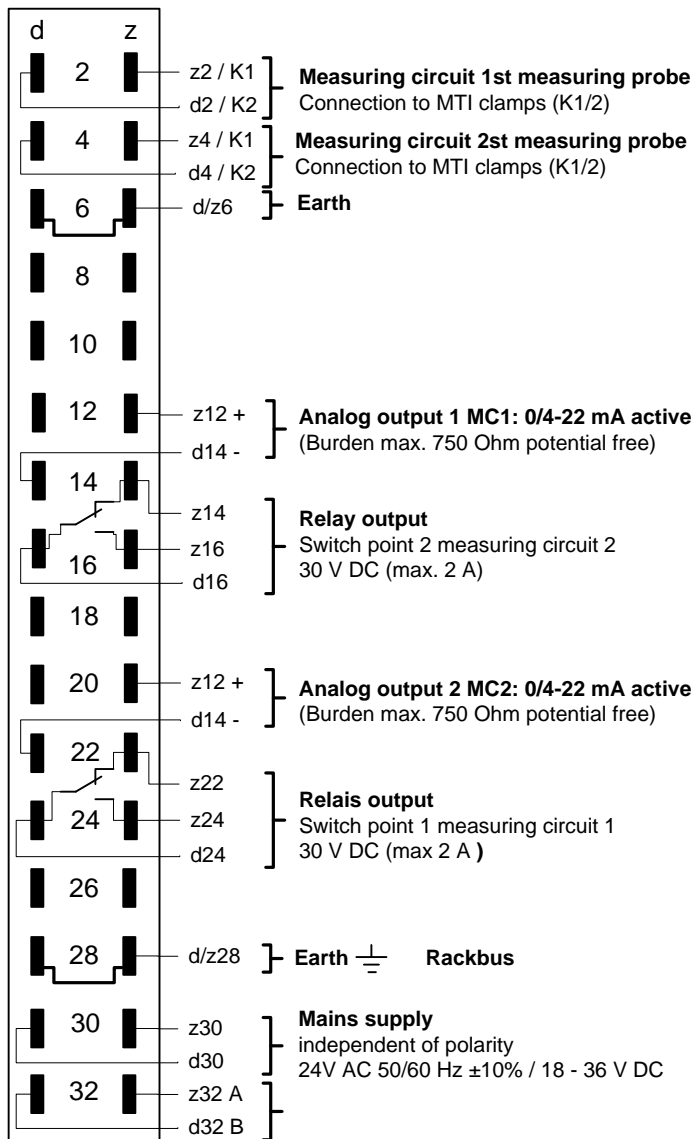 d z
2 z2 / K1 Measuring circuit 1st measuring probe
d2 / K2 Connection to MTI clamps (K1/2)
4 z4 / K1 Measuring circuit 2st measuring probe
d4 / K2 Connection to MTI clamps (K1/2)
6 d/z6 Earth
8
10
12 z12 + Analog output 1 MC1: 0/4-22 mA active
d14 - (Burden max. 750 Ohm potential free)
14
z14 Relay output
z16 Switch point 2 measuring circuit 2
16 d16 30 V DC (max. 2 A)
18
20 z12 + Analog output 2 MC2: 0/4-22 mA active
d14 - (Burden max. 750 Ohm potential free)
22
z22 Relais output
24 z24 Switch point 1 measuring circuit 1
d24 30 V DC (max 2 A )
26
28 d/z28 Earth Rackbus
30 z30 Mains supply
independent of polarity
d30 24V AC 50/60 Hz ±10% / 18 - 36 V DC
32 z32 A
d32 B